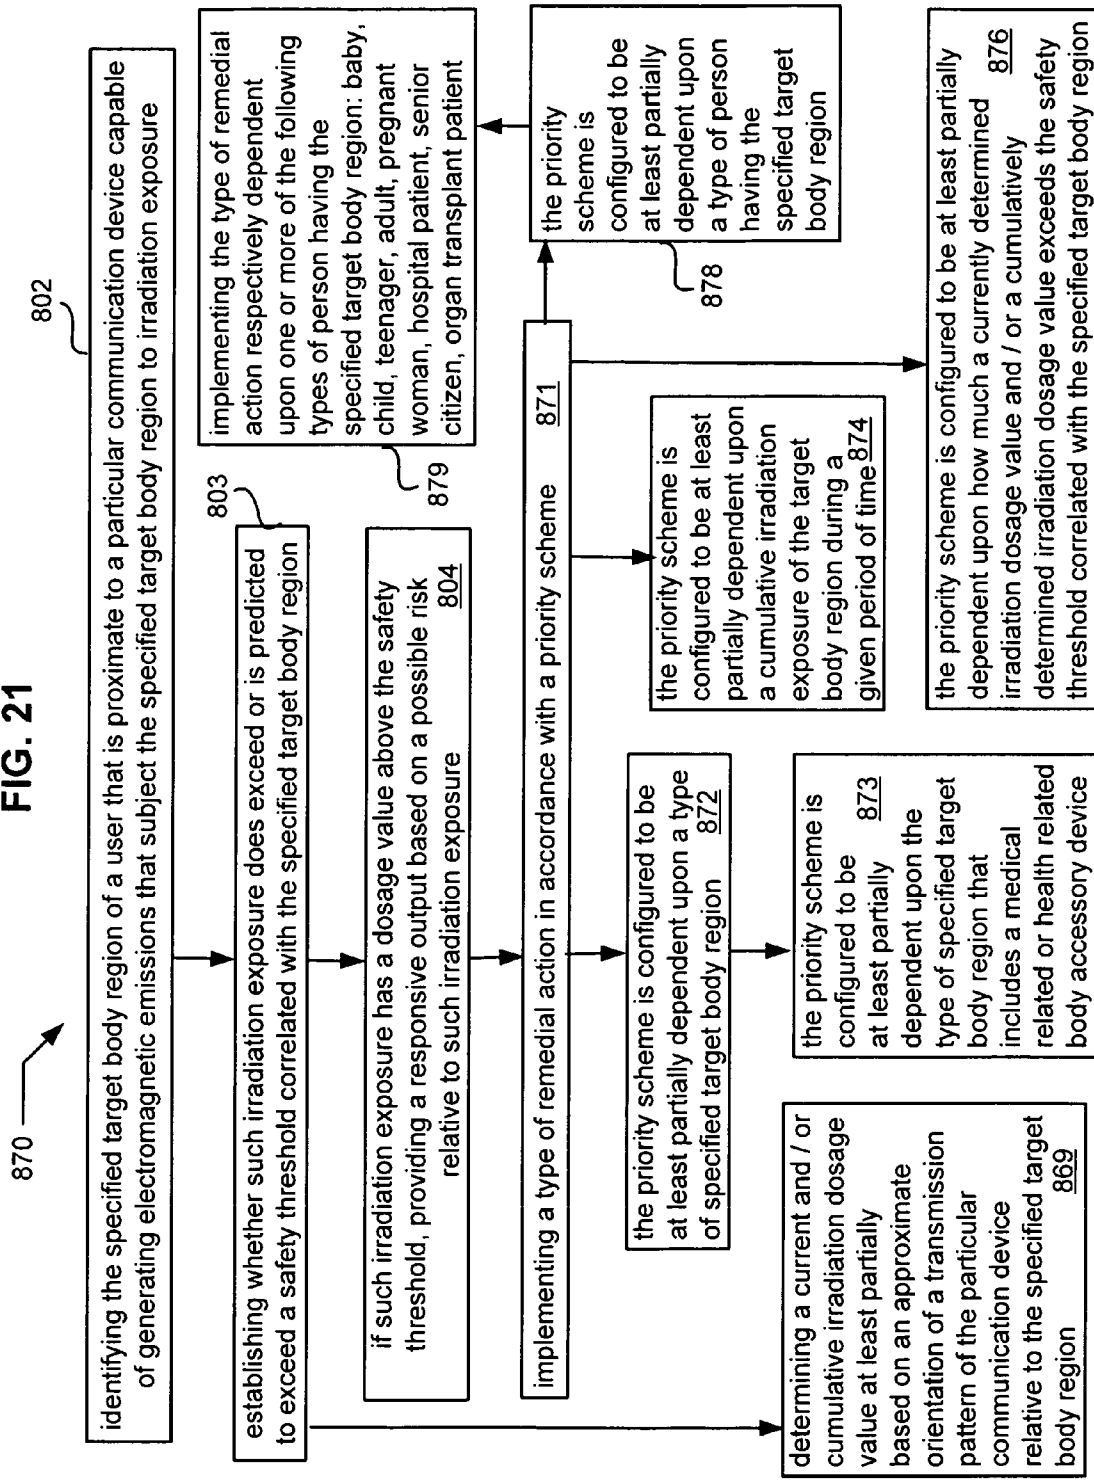 FIG. 21
870
802
identifying the specified target body region of a user that is proximate to a particular communication device capable
of generating electromagnetic emissions that subject the specified target body region to irradiation exposure
803
establishing whether such irradiation exposure does exceed or is predicted
to exceed a safety threshold correlated with the specified target body region
if such irradiation exposure has a dosage value above the safety
threshold, providing a responsive output based on a possible risk
relative to such irradiation exposure 804
implementing the type of remedial
action respectively dependent
upon one or more of the following
types of person having the
specified target body region: baby,
child, teenager, adult, pregnant
woman, hospital patient, senior
citizen, organ transplant patient
879
implementing a type of remedial action in accordance with a priority scheme 871
the priority
scheme is
configured to be
at least partially
dependent upon
a type of person
having the
specified target
body region
878
the priority scheme is configured to be
at least partially dependent upon a type
of specified target body region 872
the priority scheme is
configured to be at least
partially dependent upon
a cumulative irradiation
exposure of the target
body region during a
given period of time 874
determining a current and / or
cumulative irradiation dosage
value at least partially
based on an approximate
orientation of a transmission
pattern of the particular
communication device
relative to the specified target
body region 869
the priority scheme is
configured to be
at least partially 873
dependent upon the
type of specified target
body region that
includes a medical
related or health related
body accessory device
the priority scheme is configured to be at least partially
dependent upon how much a currently determined
irradiation dosage value and / or a cumulatively 876
determined irradiation dosage value exceeds the safety
threshold correlated with the specified target body region